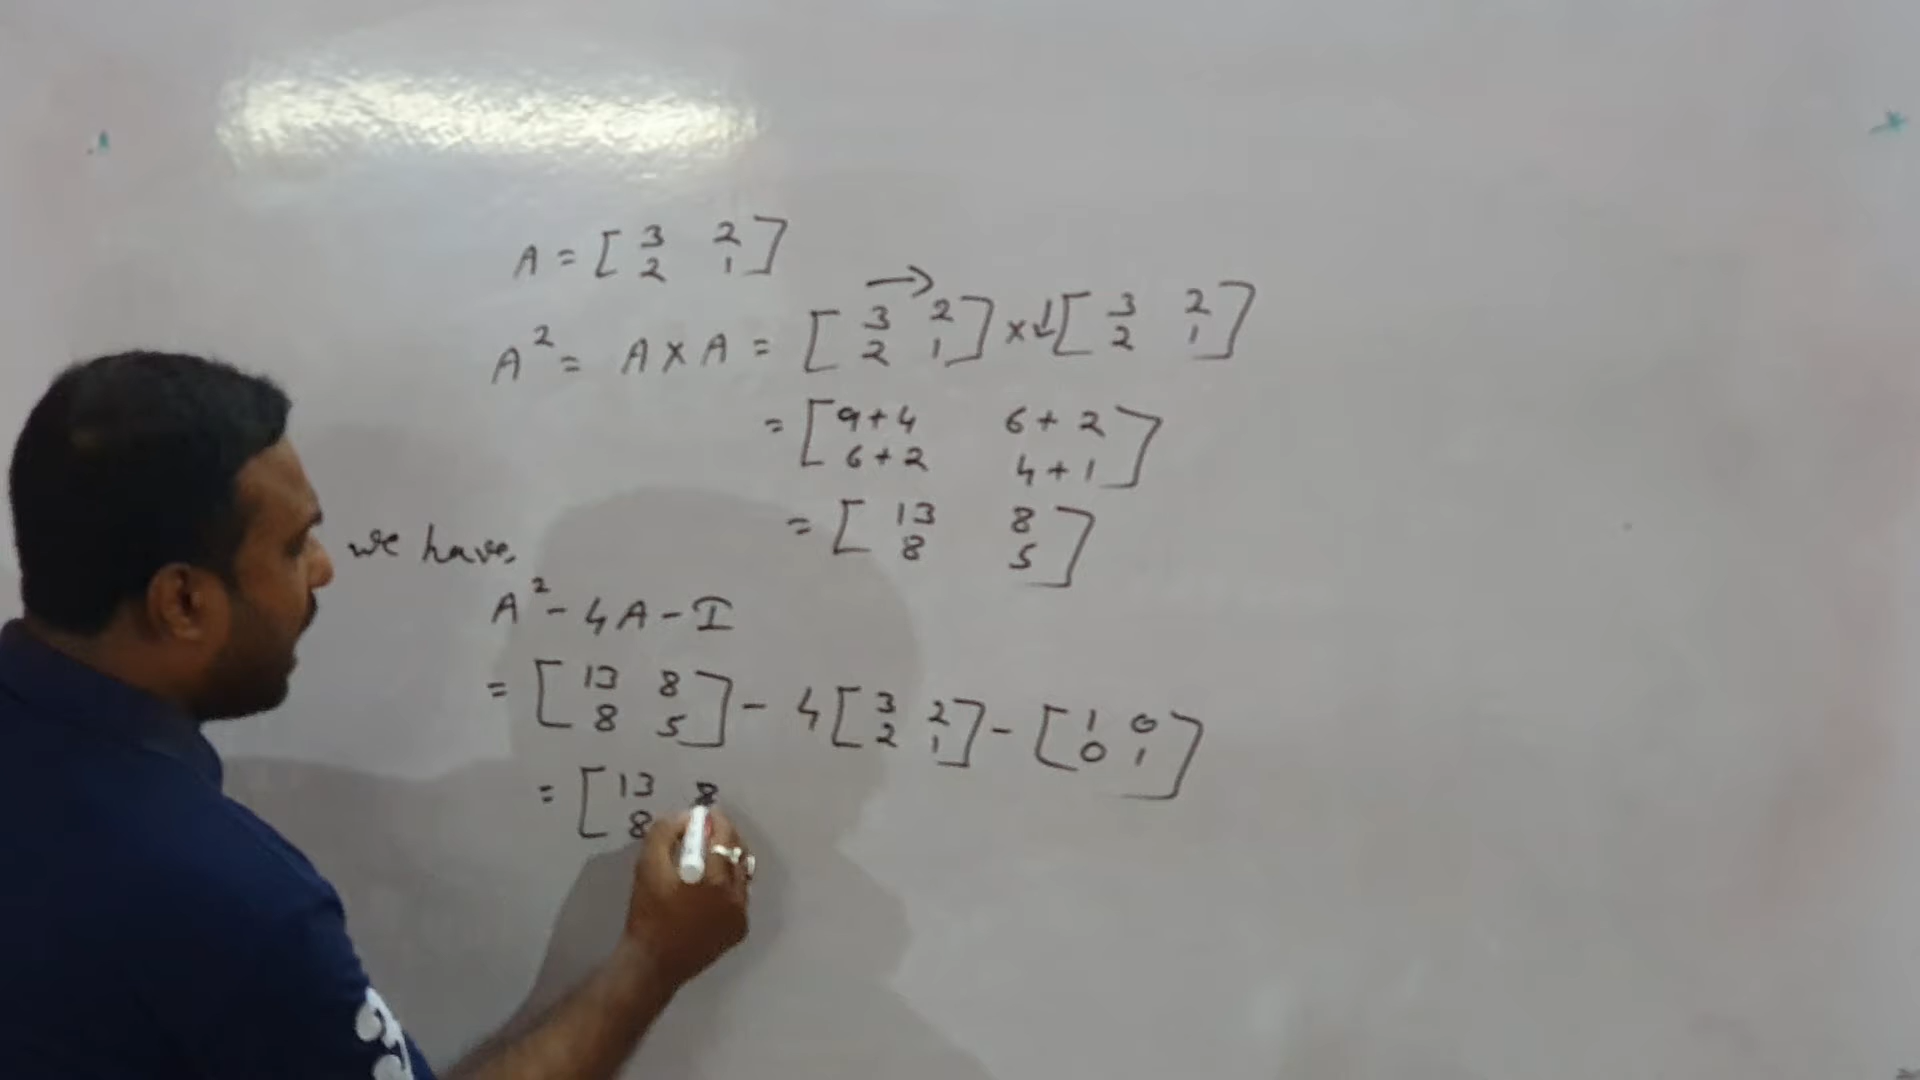 A = [ 3 2
2 1 ]
A² = A × A = [ 3 2
2 1 ] × ↓ [ 3 2
2 1 ]
= [ 9+4 6+2
6+2 4+1 ]
= [ 13 8
8 5 ]
we have,
A² - 4A - I
= [ 13 8
8 5 ] - 4 [ 3 2
2 1 ] - [ 1 0
0 1 ]
= [ 13 8
8